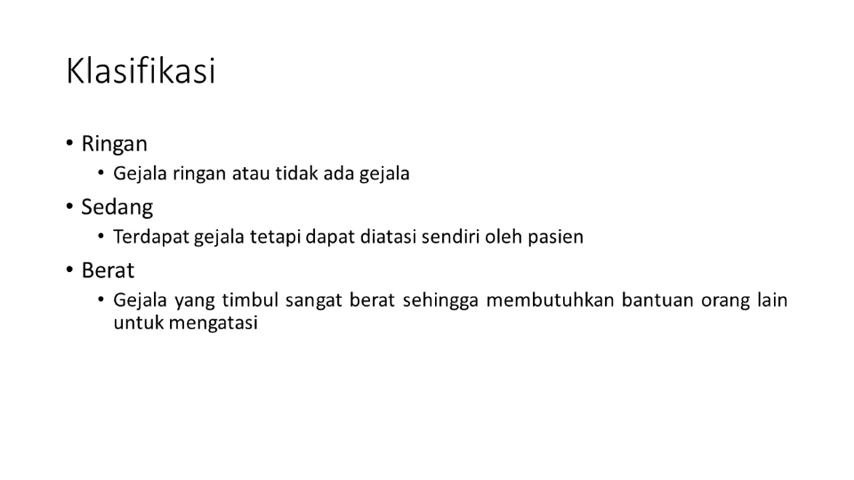 Klasifikasi
• Ringan
• Gejala ringan atau tidak ada gejala
• Sedang
• Terdapat gejala tetapi dapat diatasi sendiri oleh pasien
• Berat
• Gejala yang timbul sangat berat sehingga membutuhkan bantuan orang lain
untuk mengatasi